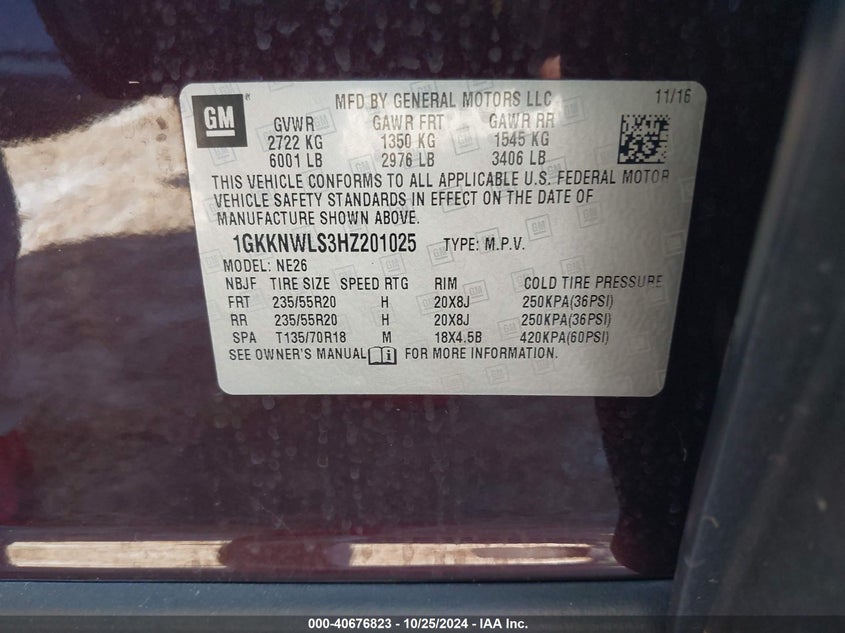 GM
MFD BY GENERAL MOTORS LLC 11/16
GVWR GAWR FRT GAWR RR
2722 KG 1350 KG 1545 KG
6001 LB 2976 LB 3406 LB
THIS VEHICLE CONFORMS TO ALL APPLICABLE U.S. FEDERAL MOTOR
VEHICLE SAFETY STANDARDS IN EFFECT ON THE DATE OF
MANUFACTURE SHOWN ABOVE.
1GKKNWLS3HZ201025 TYPE: M.P.V.
MODEL: NE26
NBJF TIRE SIZE SPEED RTG RIM COLD TIRE PRESSURE
FRT 235/55R20 H 20X8J 250KPA(36PSI)
RR 235/55R20 H 20X8J 250KPA(36PSI)
SPA T135/70R18 M 18X4.5B 420KPA(60PSI)
SEE OWNER'S MANUAL FOR MORE INFORMATION.
000-40676823 - 10/25/2024 - IAA Inc.